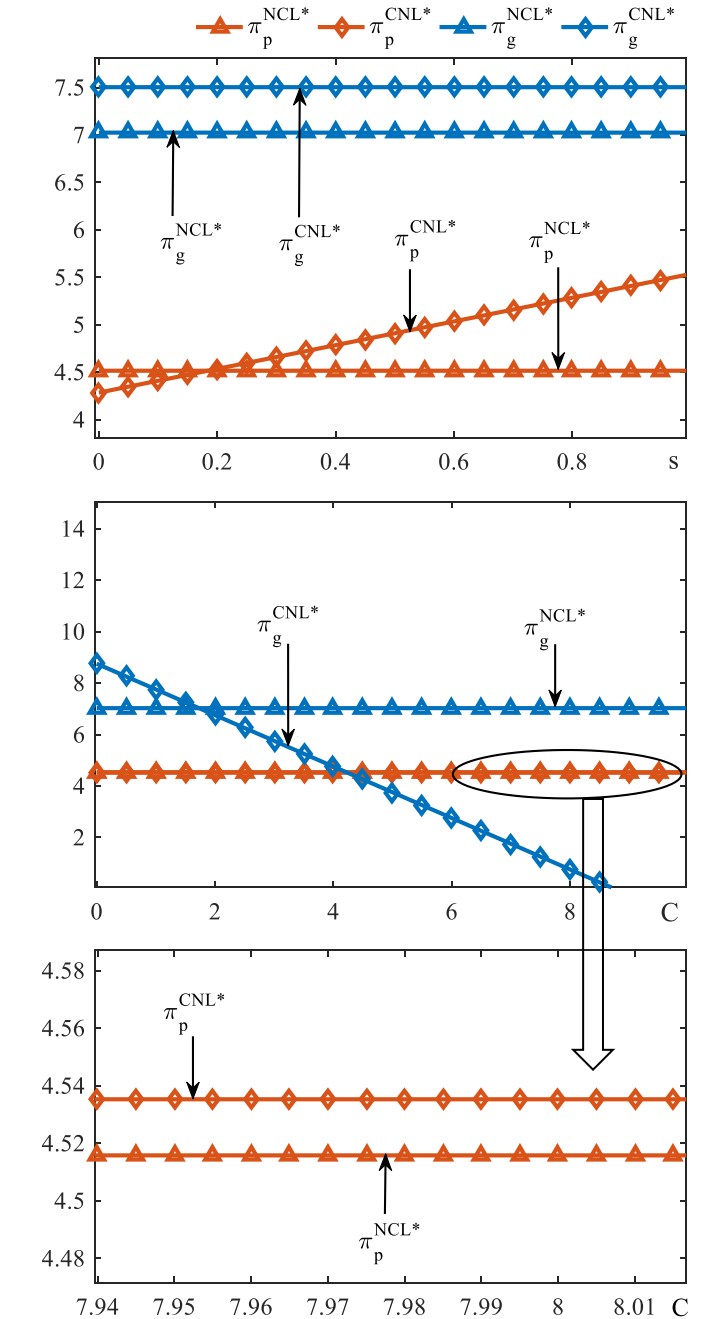 π_p^{NCL*} π_p^{CNL*} π_g^{NCL*} π_g^{CNL*}
7.5
7
6.5
6
5.5
5
4.5
4
π_g^{NCL*} π_g^{CNL*} π_p^{CNL*} π_p^{NCL*}
0 0.2 0.4 0.6 0.8 s
14
12
10
8
6
4
2
π_g^{CNL*} π_g^{NCL*}
0 2 4 6 8 C
4.58
4.56
4.54
4.52
4.5
4.48
π_p^{CNL*}
π_p^{NCL*}
7.94 7.95 7.96 7.97 7.98 7.99 8 8.01 C